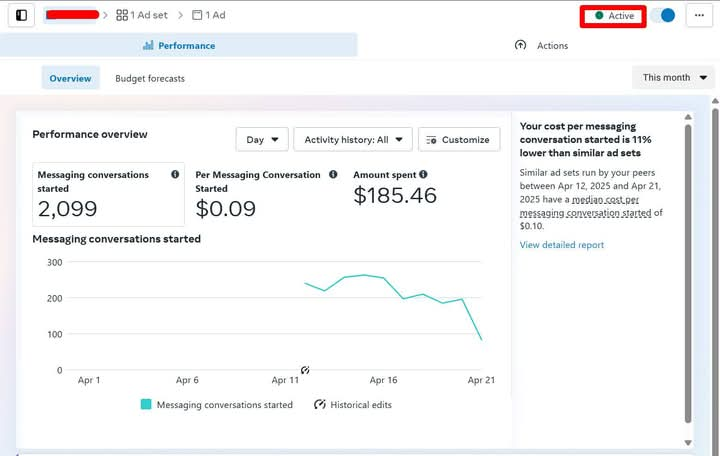 1 Ad set
1 Ad
Active
Performance
Actions
Overview
Budget forecasts
This month
Performance overview
Day
Activity history: All
Customize
Messaging conversations
started
2,099
Per Messaging Conversation
Started
$0.09
Amount spent
$185.46
Messaging conversations started
300
200
100
0
Apr 1
Apr 6
Apr 11
Apr 16
Apr 21
Messaging conversations started
Historical edits
Your cost per messaging
conversation started is 11%
lower than similar ad sets
Similar ad sets run by your peers
between Apr 12, 2025 and Apr 21,
2025 have a median cost per
messaging conversation started of
$0.10.
View detailed report